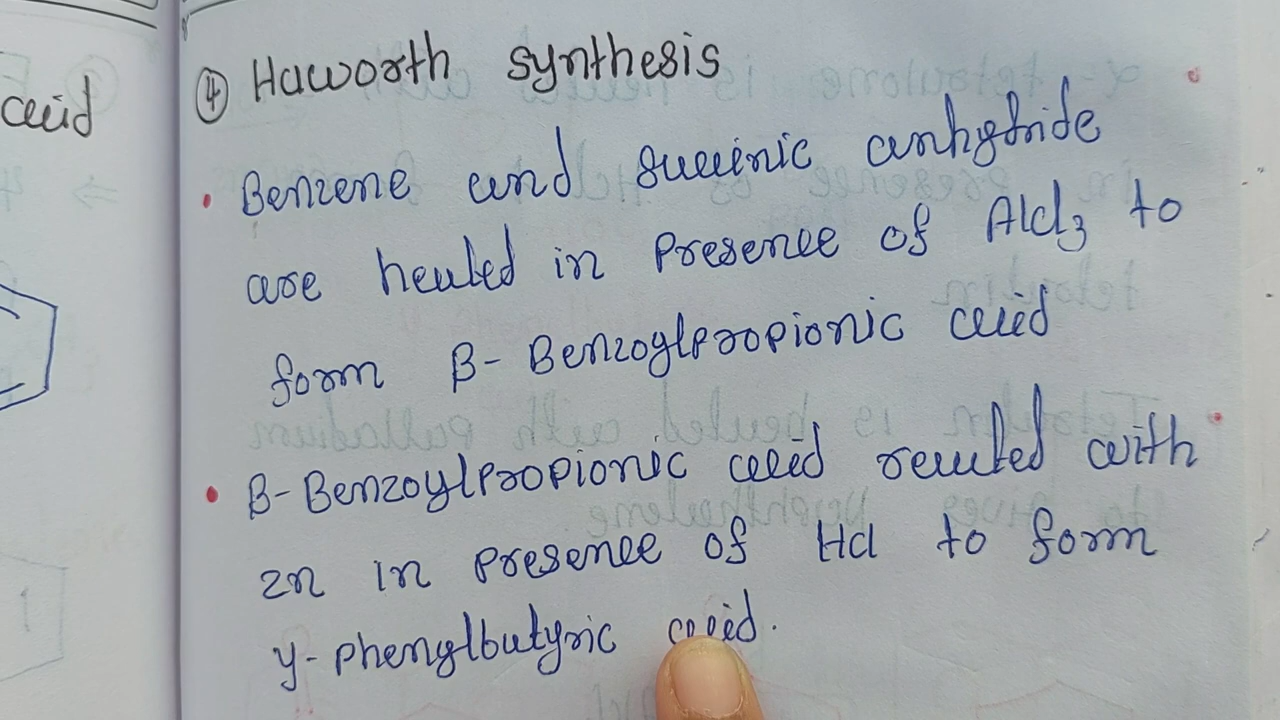 acid
④ Haworth synthesis
• Benzene and succinic anhydride
are heated in presence of AlCl3 to
form β- Benzoylpropionic acid
• β-Benzoylpropionic acid reacted with
zn in presence of Hcl to form
γ-phenylbutyric acid.